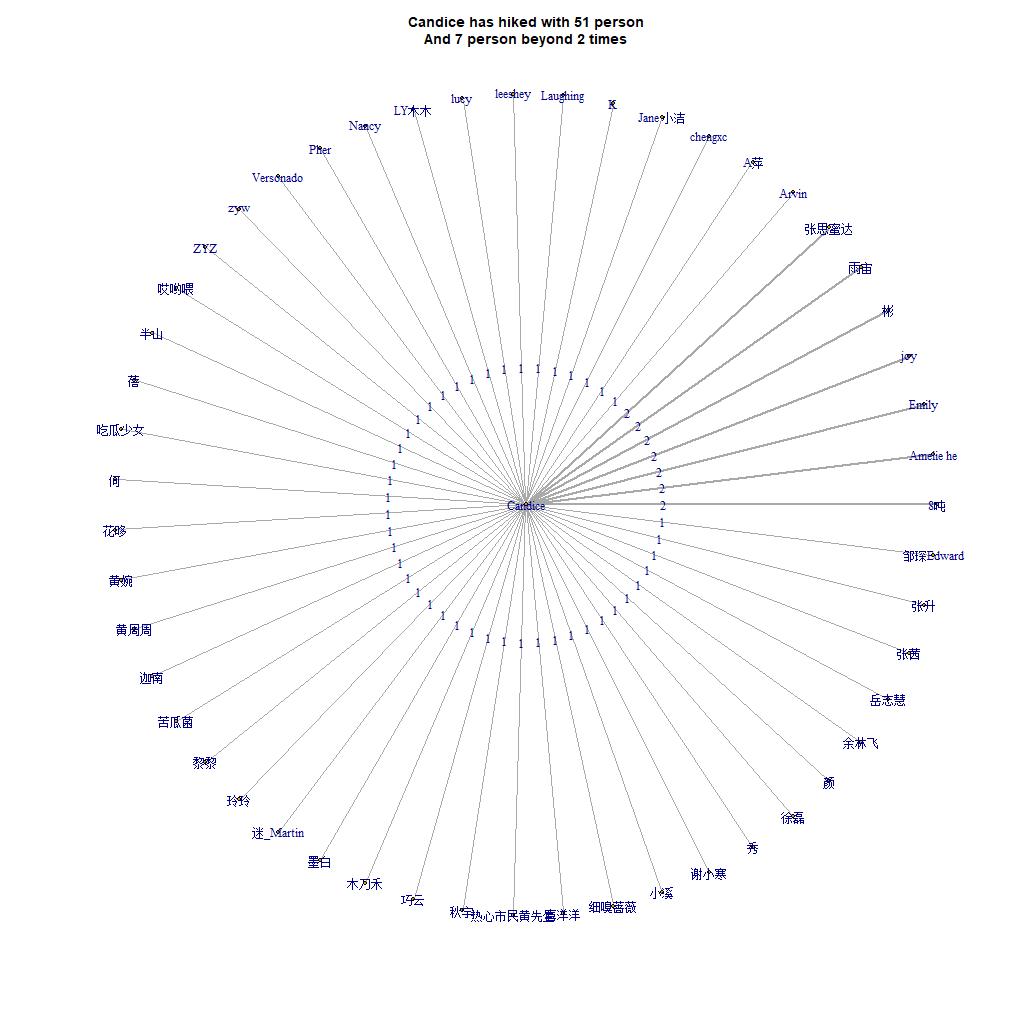 Candice has hiked with 51 person
And 7 person beyond 2 times
leeshey
Laughing
lucy
K
LY木木
Jane小洁
Nancy
chengxc
Pher
A萍
Versonado
Arvin
zyw
张思蜜达
ZYZ
雨宙
哎哟喂
彬
半山
joy
蓓
Emily
吃瓜少女
Amelie he
何
Candice
8吨
花哆
邹琛Edward
黄婉
张升
黄周周
张茜
迦南
岳志慧
苦瓜菌
余淋飞
黎黎
颜
玲玲
徐磊
迷_Martin
秀
墨白
谢小寒
木乃禾
小溪
巧云
细嗅蔷薇
秋宇
热心市民黄先生
喜洋洋
1 1 1 1 1 1 1 1 1 1 1 1 1 1 1 1 1 1 1 1 1 1 1 1 1 1 1 1 1 1 1 1 1 1 1 1 1 1 1 1 1 1 1 1
2 2 2 2 2 2 2